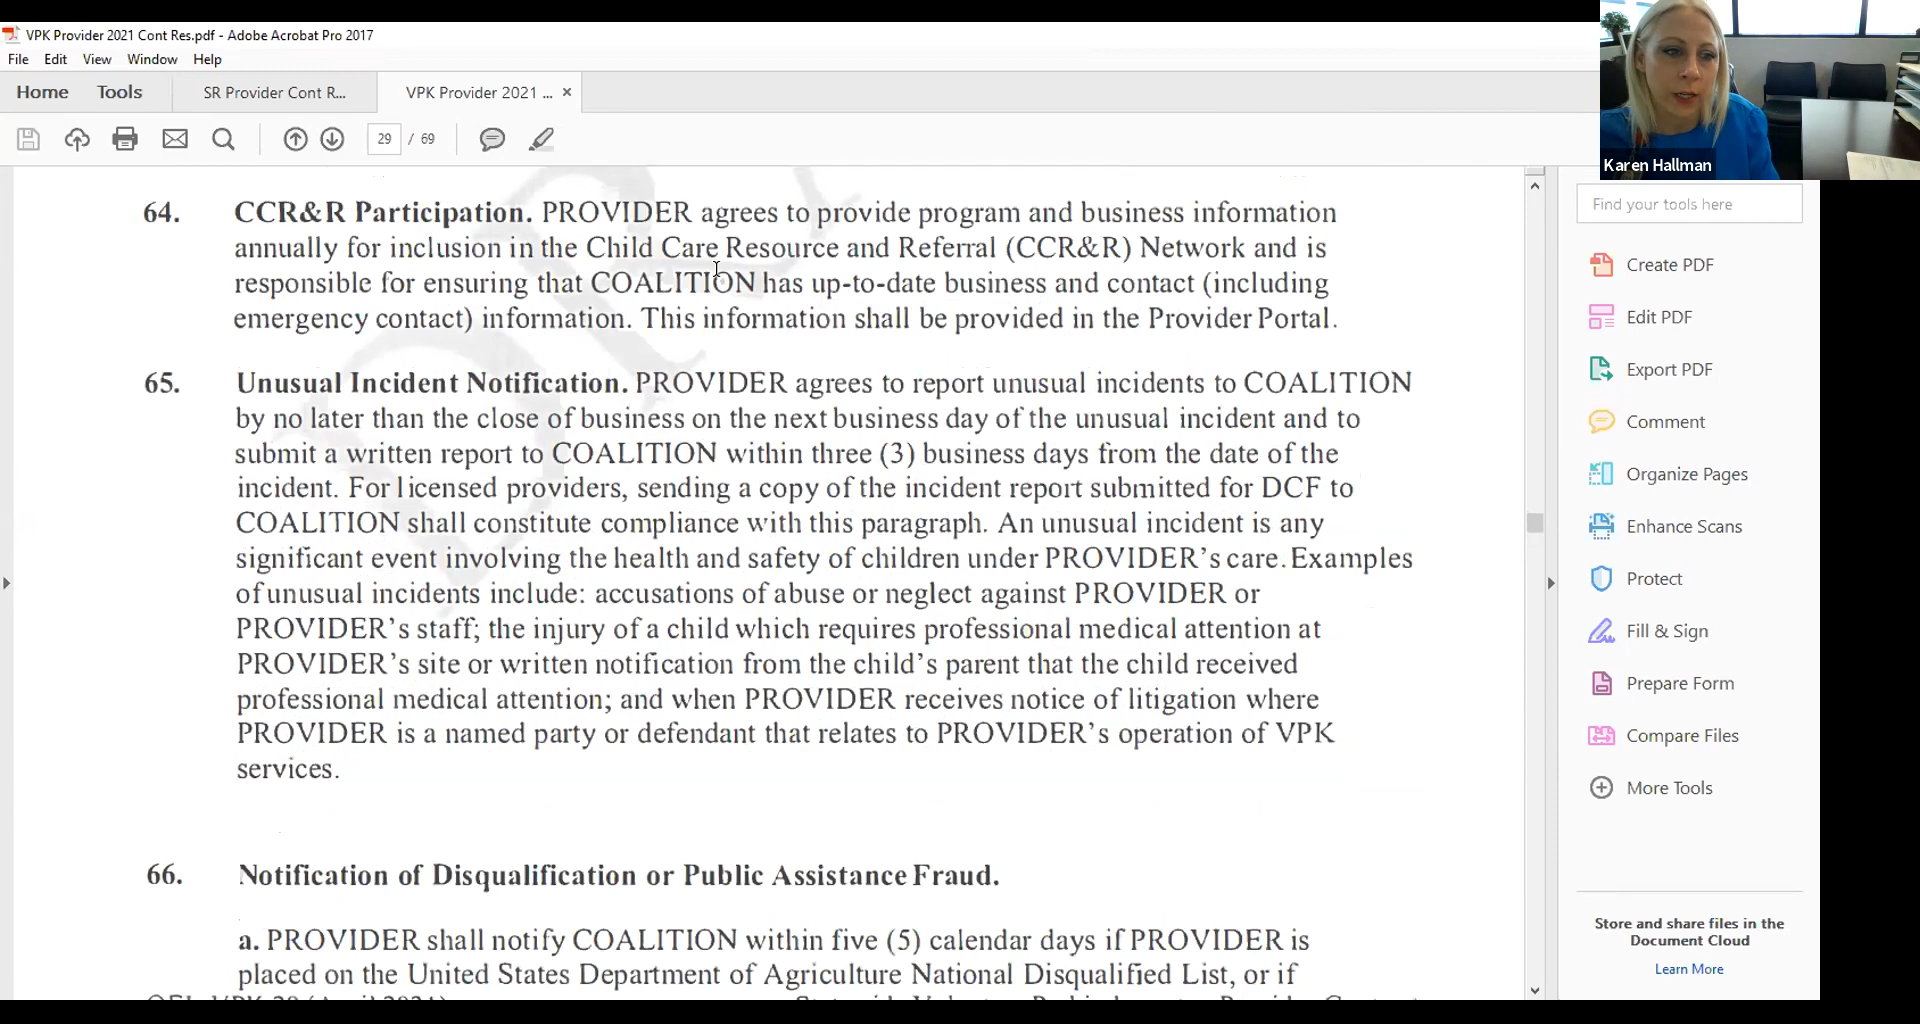 VPK Provider 2021 Cont Res.pdf - Adobe Acrobat Pro 2017
File Edit View Window Help
Home Tools SR Provider Cont R... VPK Provider 2021 ... ×
29 / 69
Karen Hallman
64. CCR&R Participation. PROVIDER agrees to provide program and business information
annually for inclusion in the Child Care Resource and Referral (CCR&R) Network and is
responsible for ensuring that COALITION has up-to-date business and contact (including
emergency contact) information. This information shall be provided in the Provider Portal.
65. Unusual Incident Notification. PROVIDER agrees to report unusual incidents to COALITION
by no later than the close of business on the next business day of the unusual incident and to
submit a written report to COALITION within three (3) business days from the date of the
incident. For licensed providers, sending a copy of the incident report submitted for DCF to
COALITION shall constitute compliance with this paragraph. An unusual incident is any
significant event involving the health and safety of children under PROVIDER's care. Examples
of unusual incidents include: accusations of abuse or neglect against PROVIDER or
PROVIDER's staff; the injury of a child which requires professional medical attention at
PROVIDER's site or written notification from the child's parent that the child received
professional medical attention; and when PROVIDER receives notice of litigation where
PROVIDER is a named party or defendant that relates to PROVIDER's operation of VPK
services.
66. Notification of Disqualification or Public Assistance Fraud.
a. PROVIDER shall notify COALITION within five (5) calendar days if PROVIDER is
placed on the United States Department of Agriculture National Disqualified List, or if
Find your tools here
Create PDF
Edit PDF
Export PDF
Comment
Organize Pages
Enhance Scans
Protect
Fill & Sign
Prepare Form
Compare Files
More Tools
Store and share files in the
Document Cloud
Learn More